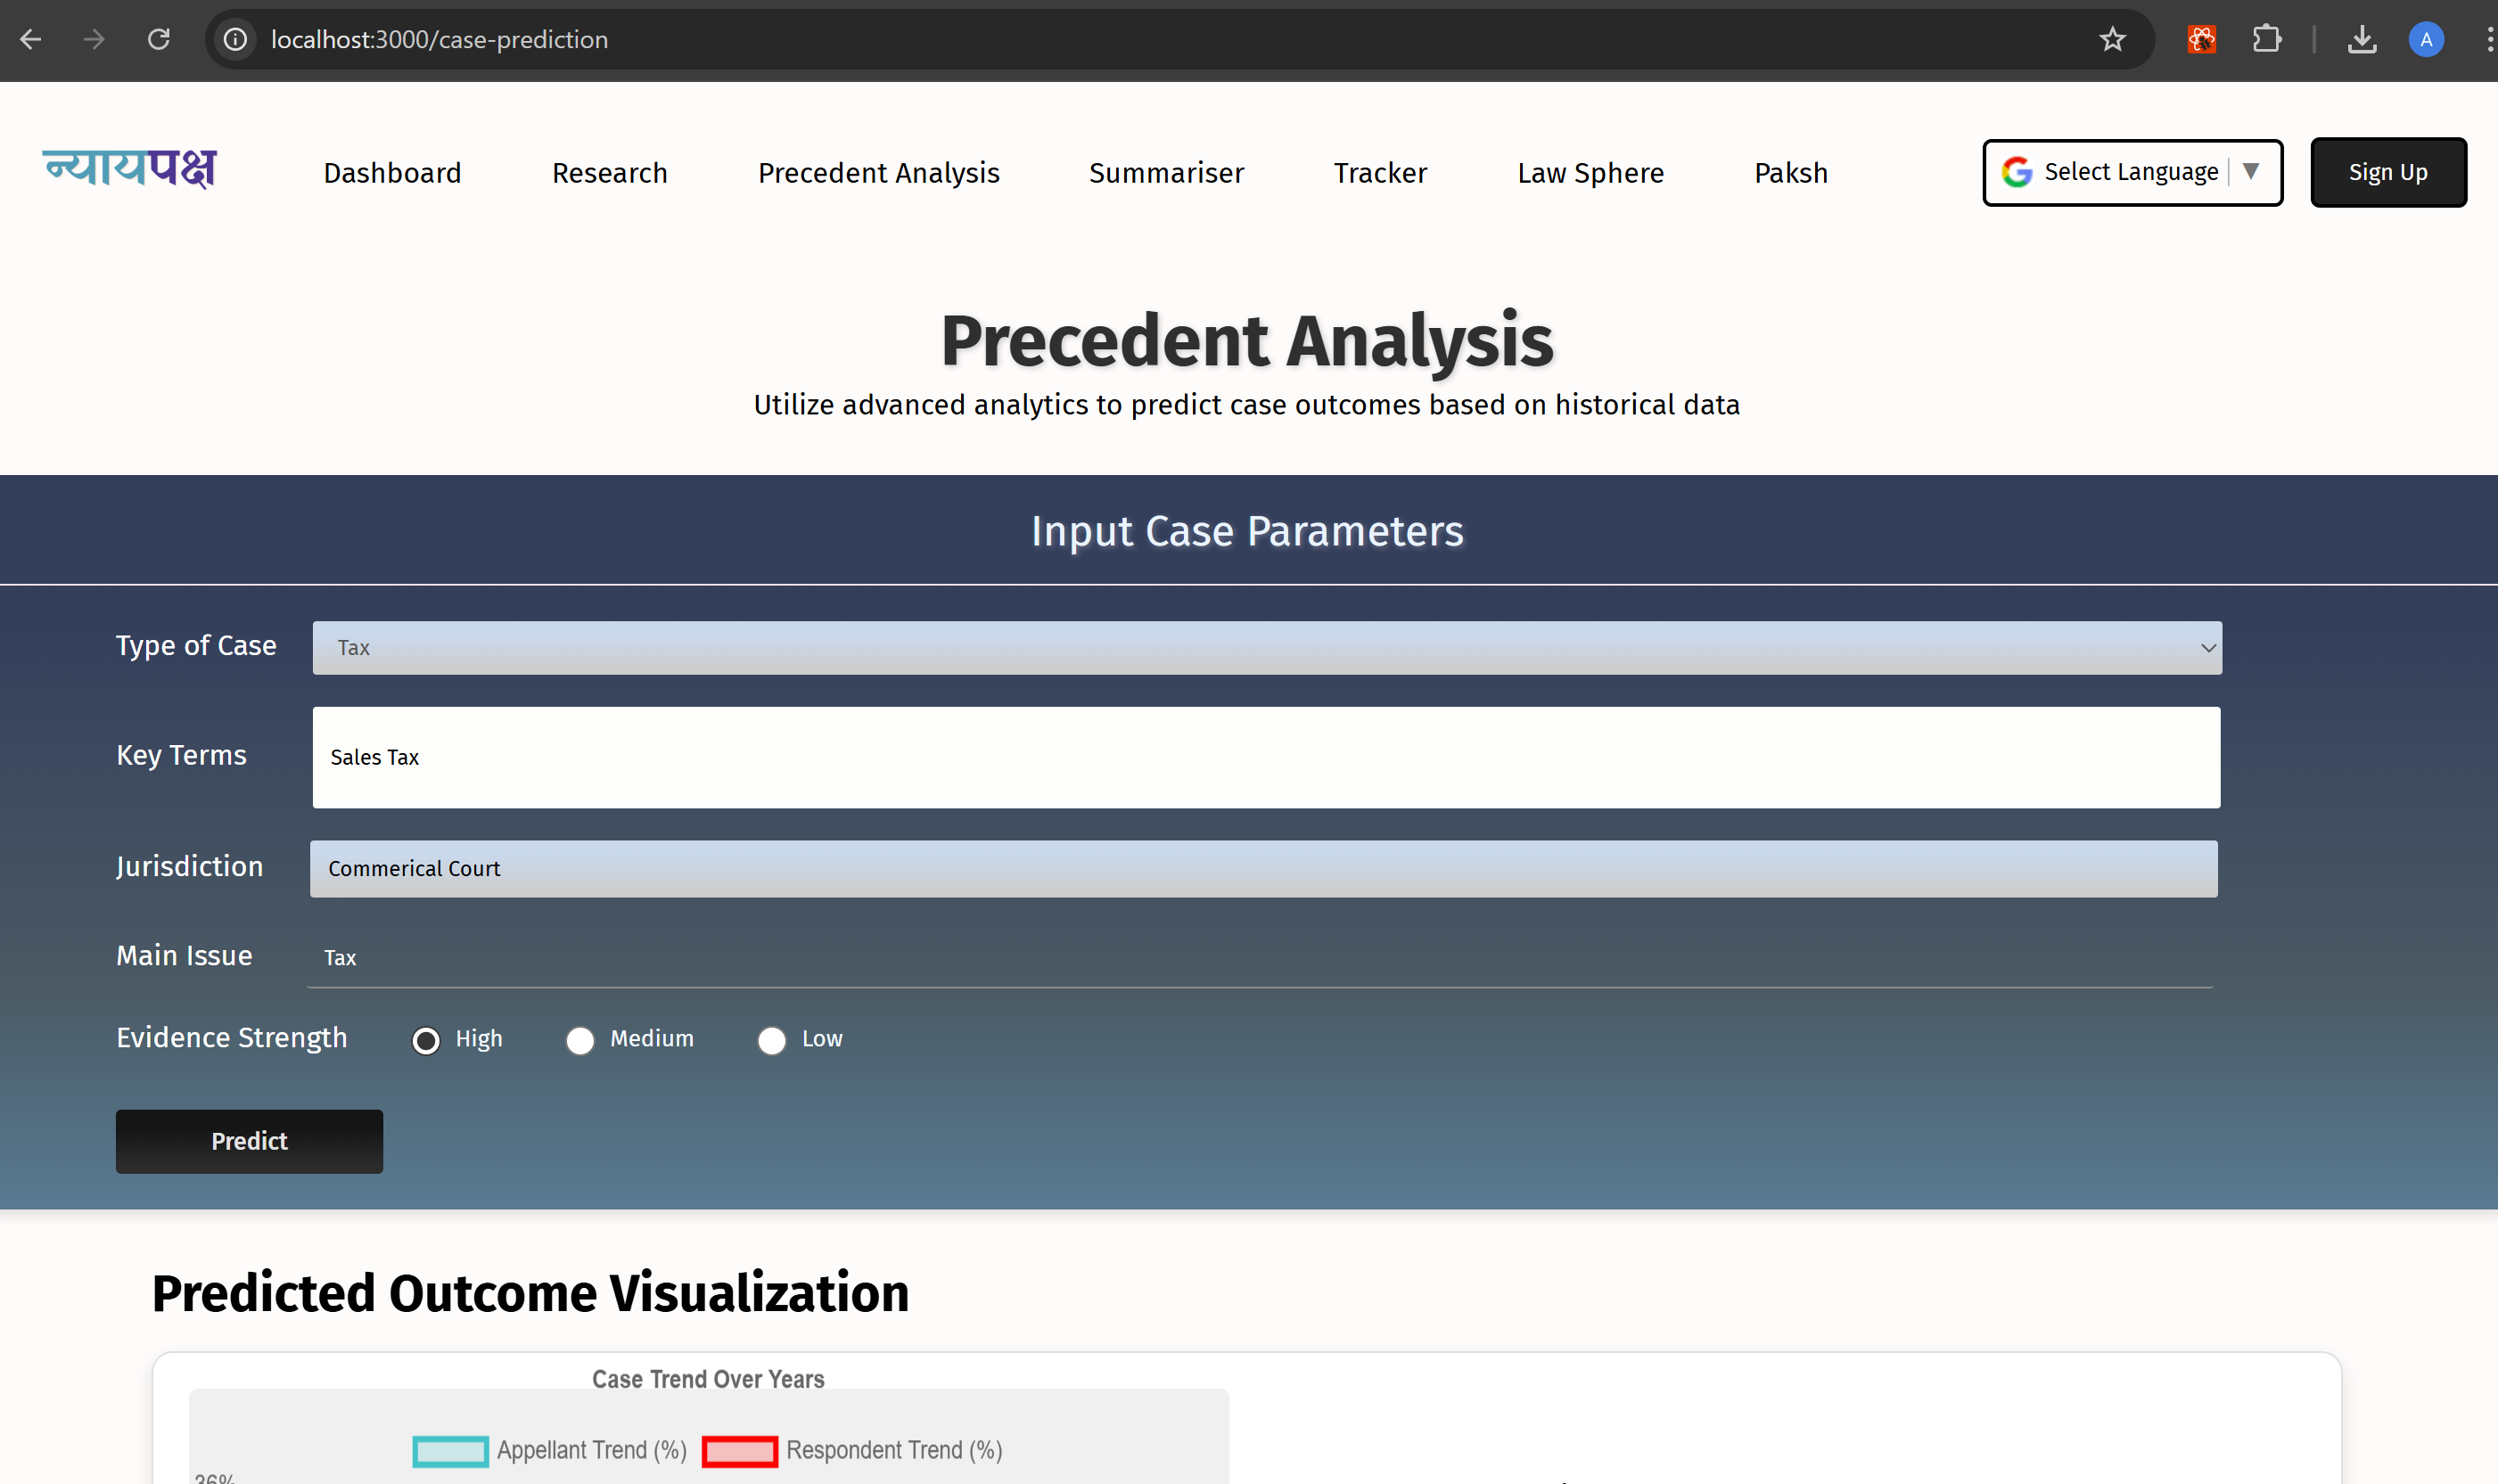 localhost:3000/case-prediction
A
न्यायपक्ष Dashboard Research Precedent Analysis Summariser Tracker Law Sphere Paksh Select Language ▼ Sign Up
Precedent Analysis
Utilize advanced analytics to predict case outcomes based on historical data
Input Case Parameters
Type of Case Tax
Key Terms Sales Tax
Jurisdiction Commerical Court
Main Issue Tax
Evidence Strength High Medium Low
Predict
Predicted Outcome Visualization
Case Trend Over Years
Appellant Trend (%) Respondent Trend (%)
36%